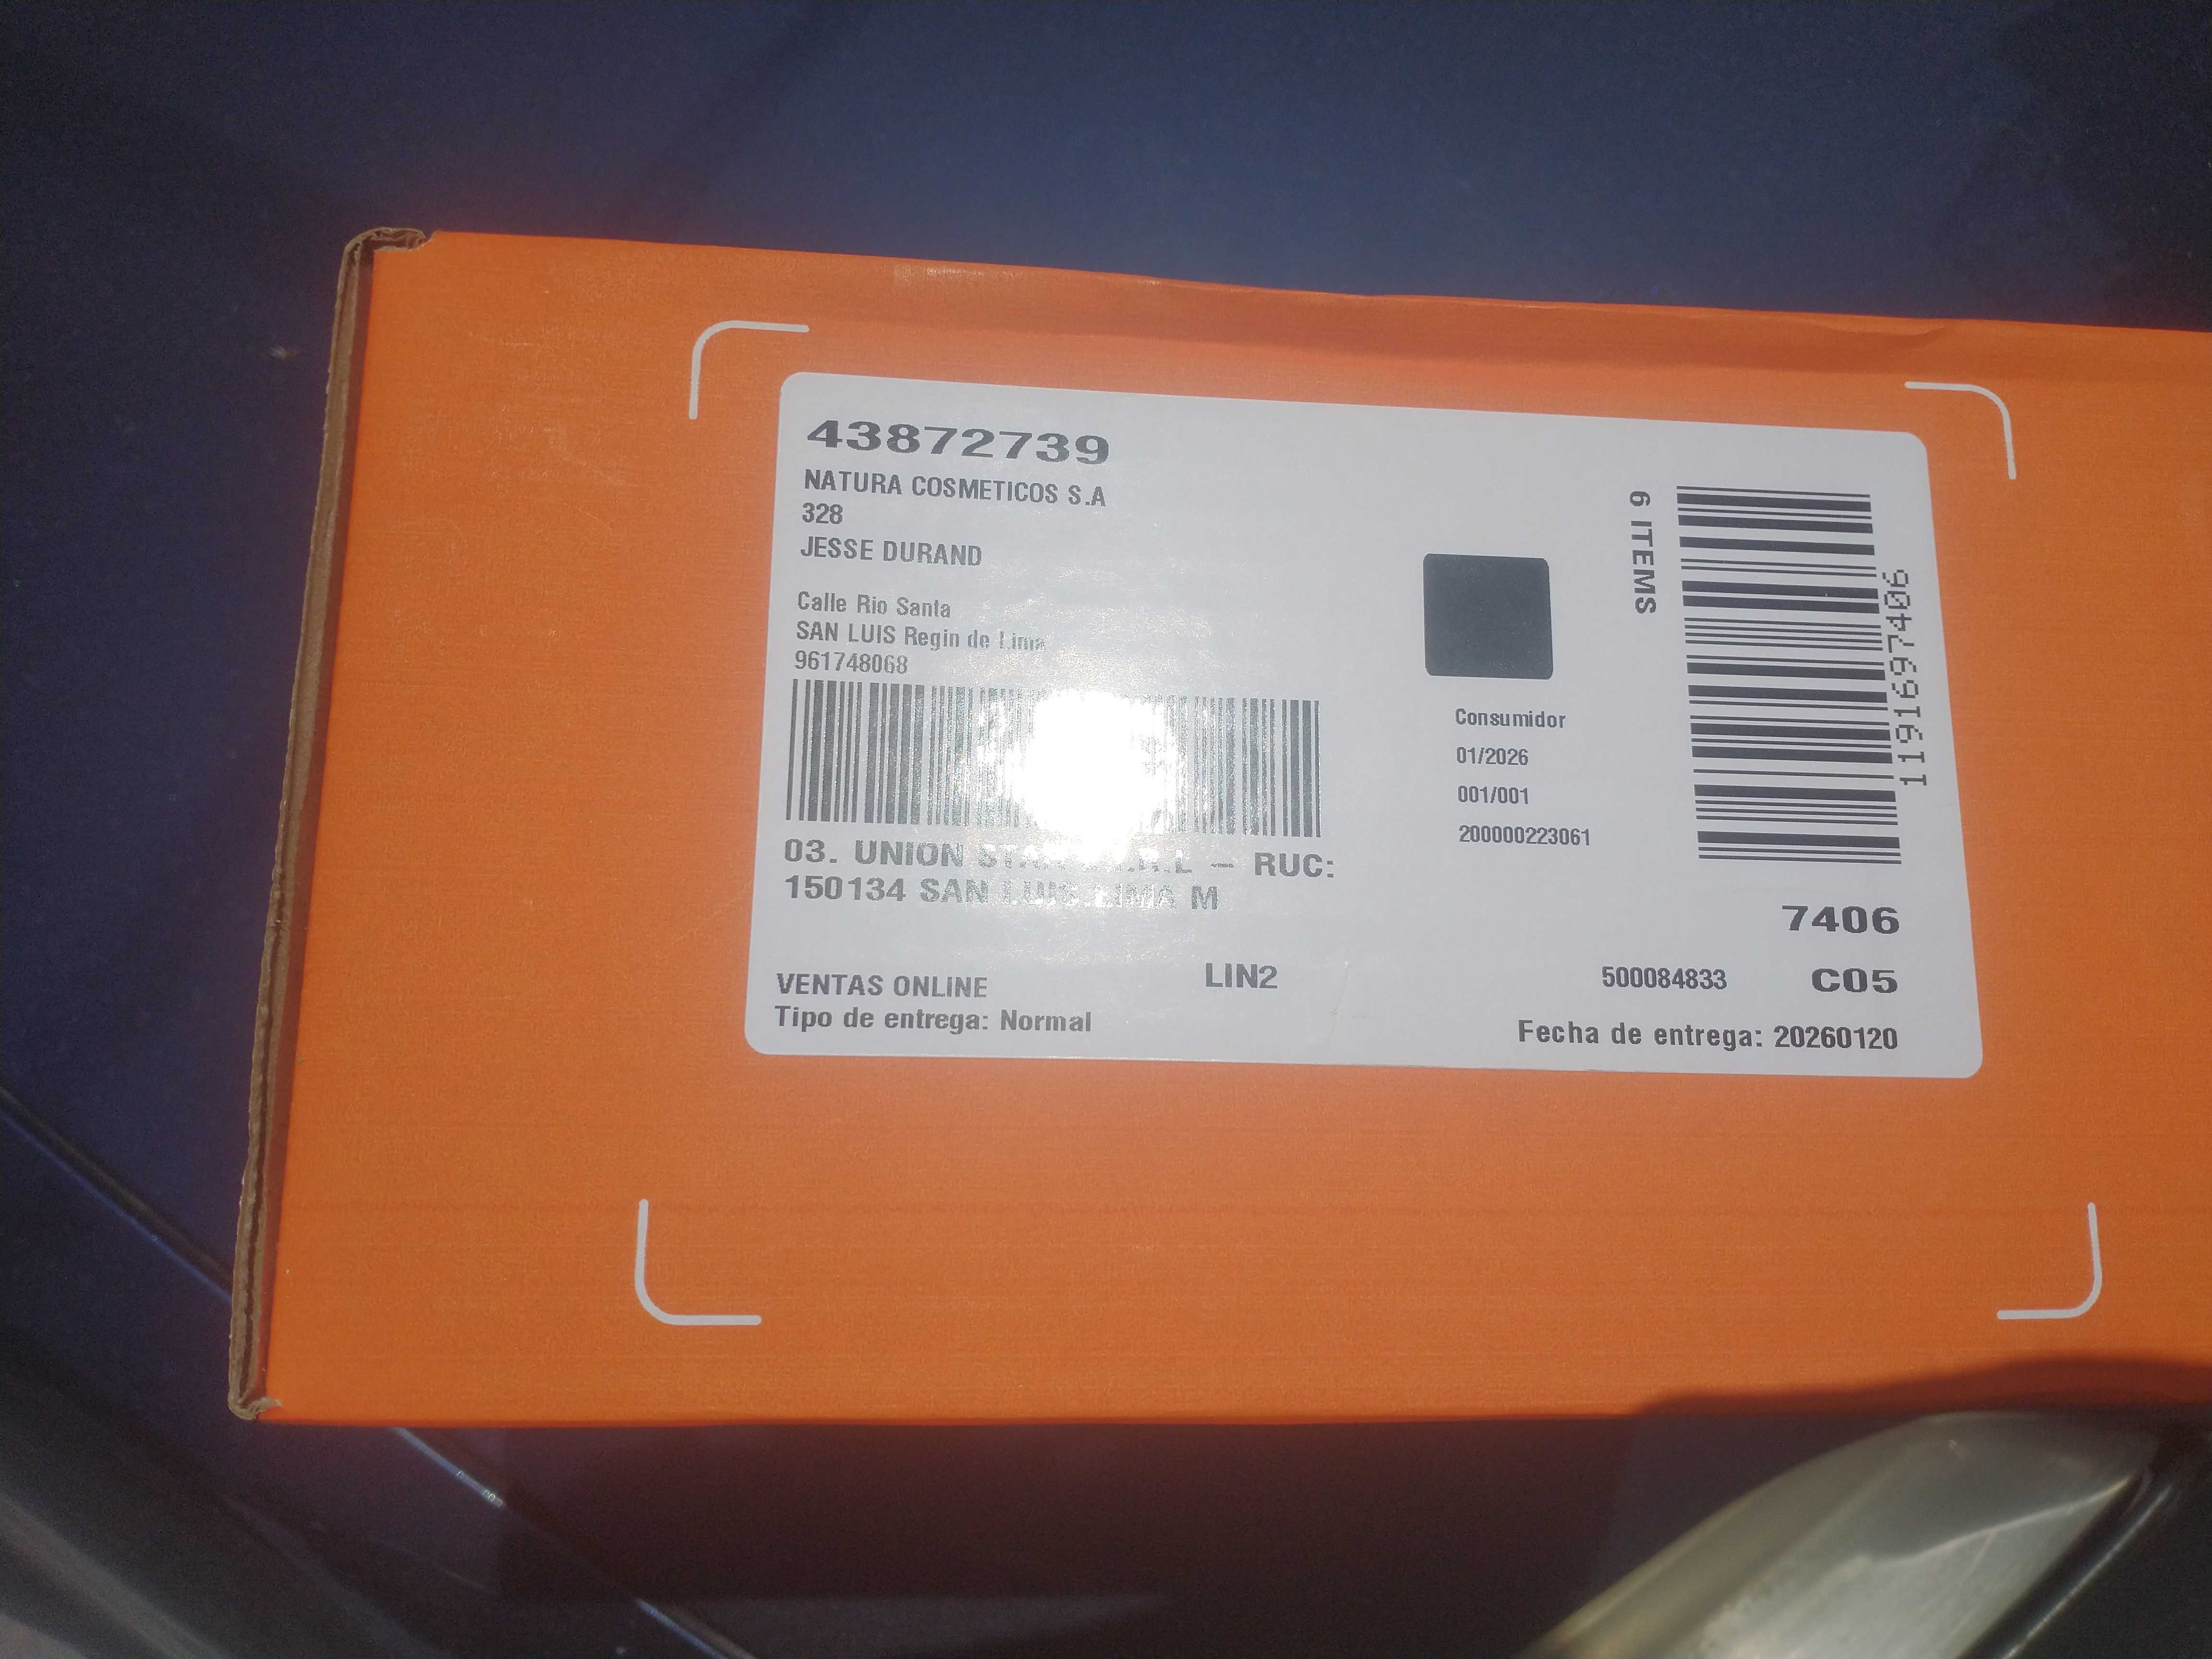 43872739
NATURA COSMETICOS S.A
328
JESSE DURAND
Calle Rio Santa
SAN LUIS Regin de Lima
961748068
03. UNION — RUC:
150134 SAN LUIS LIMA M
VENTAS ONLINE
Tipo de entrega: Normal
LIN2
Consumidor
01/2026
001/001
200000223061
6 ITEMS
7406
500084833 C05
Fecha de entrega: 20260120